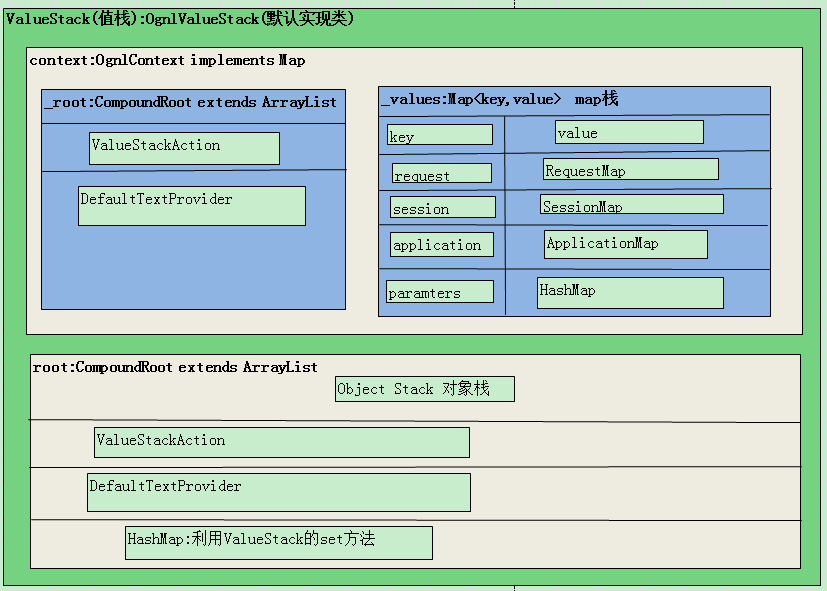 ValueStack(值栈):OgnlValueStack(默认实现类)
context:OgnlContext implements Map
_root:CompoundRoot extends ArrayList
ValueStackAction
DefaultTextProvider
_values:Map<key,value> map栈
key value
request RequestMap
session SessionMap
application ApplicationMap
paramters HashMap
root:CompoundRoot extends ArrayList
Object Stack 对象栈
ValueStackAction
DefaultTextProvider
HashMap:利用ValueStack的set方法